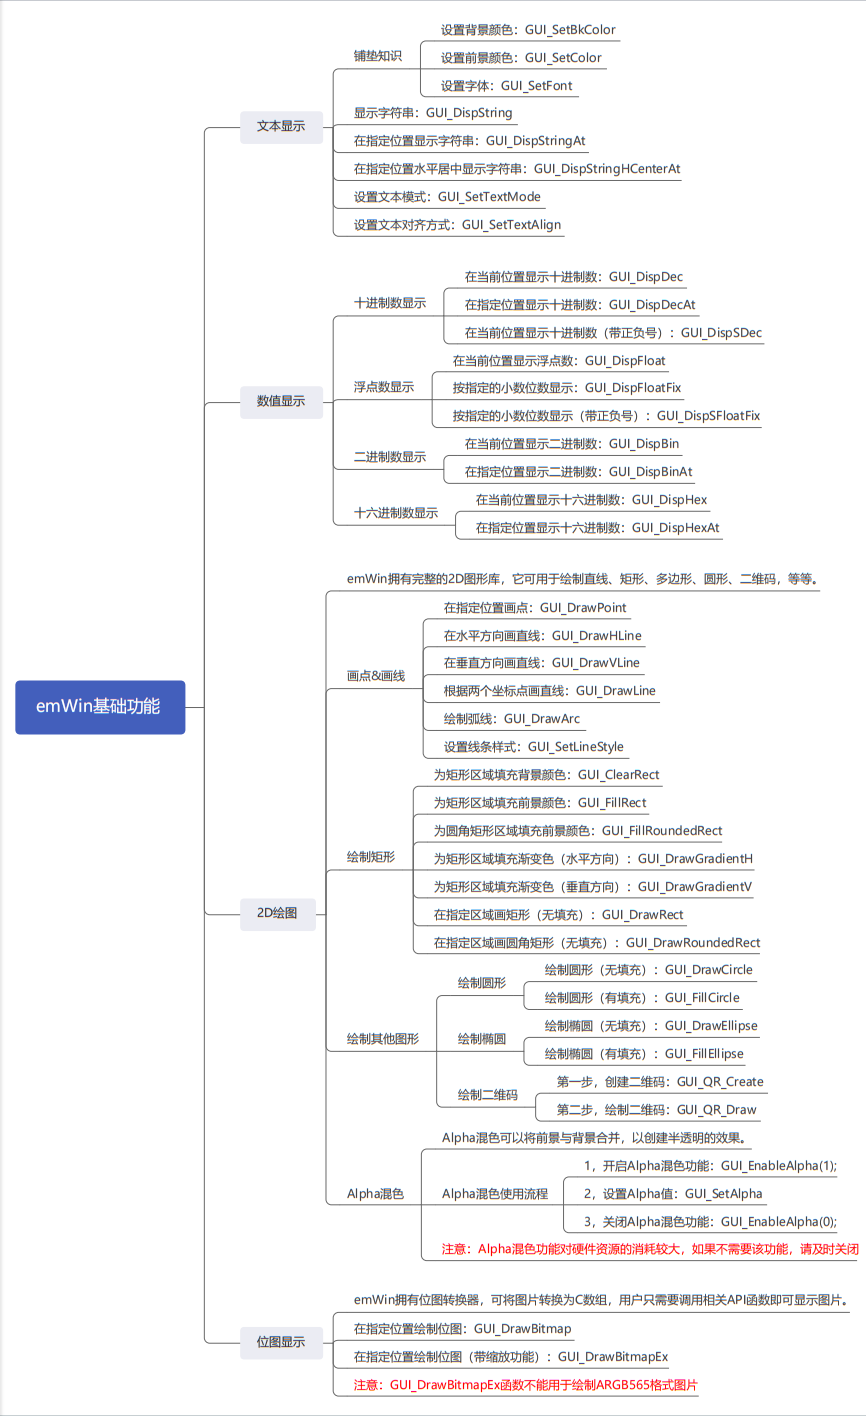 设置背景颜色：GUI_SetBkColor
铺垫知识
设置前景颜色：GUI_SetColor
设置字体：GUI_SetFont
文本显示
显示字符串：GUI_DispString
在指定位置显示字符串：GUI_DispStringAt
在指定位置水平居中显示字符串：GUI_DispStringHCenterAt
设置文本模式：GUI_SetTextMode
设置文本对齐方式：GUI_SetTextAlign
在当前位置显示十进制数：GUI_DispDec
十进制数显示
在指定位置显示十进制数：GUI_DispDecAt
在当前位置显示十进制数（带正负号）：GUI_DispSDec
在当前位置显示浮点数：GUI_DispFloat
浮点数显示
按指定的小数位数显示：GUI_DispFloatFix
数值显示
按指定的小数位数显示（带正负号）：GUI_DispSFloatFix
在当前位置显示二进制数：GUI_DispBin
二进制数显示
在指定位置显示二进制数：GUI_DispBinAt
在当前位置显示十六进制数：GUI_DispHex
十六进制数显示
在指定位置显示十六进制数：GUI_DispHexAt
emWin拥有完整的2D图形库，它可用于绘制直线、矩形、多边形、圆形、二维码，等等。
在指定位置画点：GUI_DrawPoint
在水平方向画直线：GUI_DrawHLine
在垂直方向画直线：GUI_DrawVLine
画点&画线
根据两个坐标点画直线：GUI_DrawLine
emWin基础功能
绘制弧线：GUI_DrawArc
设置线条样式：GUI_SetLineStyle
为矩形区域填充背景颜色：GUI_ClearRect
为矩形区域填充前景颜色：GUI_FillRect
为圆角矩形区域填充前景颜色：GUI_FillRoundedRect
绘制矩形
为矩形区域填充渐变色（水平方向）：GUI_DrawGradientH
为矩形区域填充渐变色（垂直方向）：GUI_DrawGradientV
2D绘图
在指定区域画矩形（无填充）：GUI_DrawRect
在指定区域画圆角矩形（无填充）：GUI_DrawRoundedRect
绘制圆形（无填充）：GUI_DrawCircle
绘制圆形
绘制圆形（有填充）：GUI_FillCircle
绘制椭圆（无填充）：GUI_DrawEllipse
绘制其他图形
绘制椭圆
绘制椭圆（有填充）：GUI_FillEllipse
第一步，创建二维码：GUI_QR_Create
绘制二维码
第二步，绘制二维码：GUI_QR_Draw
Alpha混色可以将前景与背景合并，以创建半透明的效果。
1，开启Alpha混色功能：GUI_EnableAlpha(1);
Alpha混色
Alpha混色使用流程
2，设置Alpha值：GUI_SetAlpha
3，关闭Alpha混色功能：GUI_EnableAlpha(0);
注意：Alpha混色功能对硬件资源的消耗较大，如果不需要该功能，请及时关闭
emWin拥有位图转换器，可将图片转换为C数组，用户只需要调用相关API函数即可显示图片。
在指定位置绘制位图：GUI_DrawBitmap
位图显示
在指定位置绘制位图（带缩放功能）：GUI_DrawBitmapEx
注意：GUI_DrawBitmapEx函数不能用于绘制ARGB565格式图片